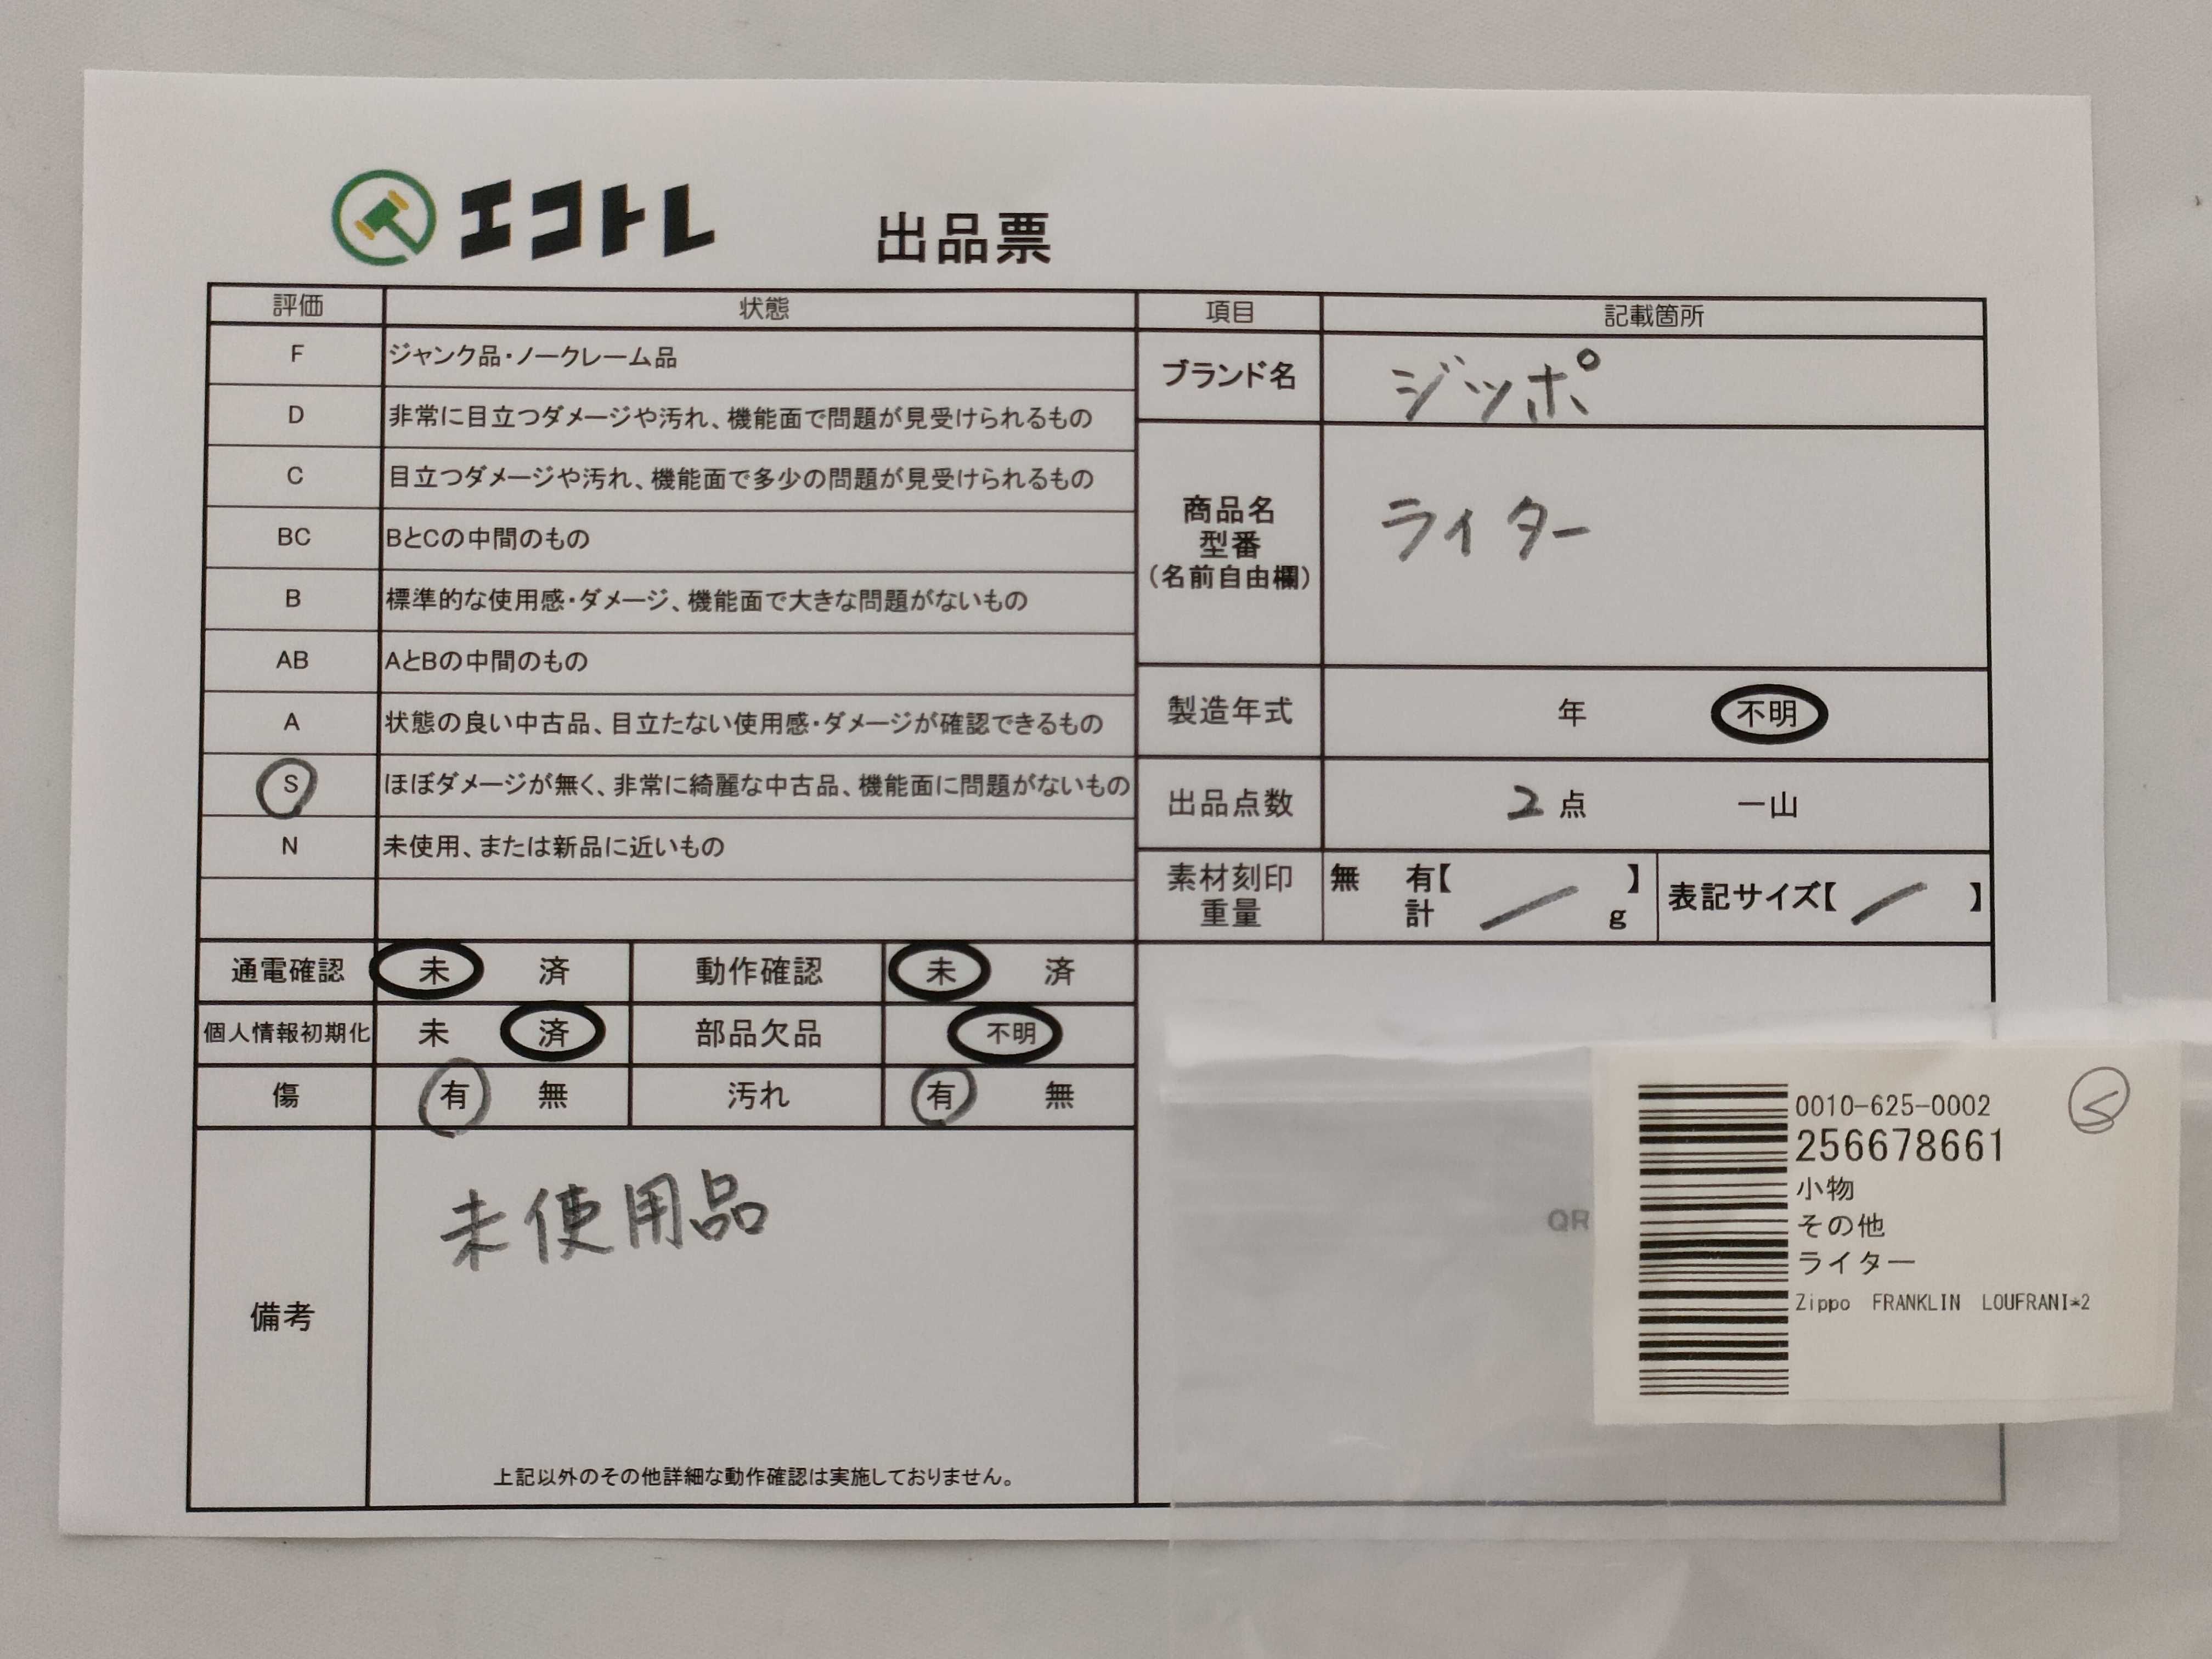 エコトレ
出品票
評価 状態
F ジャンク品・ノークレーム品
D 非常に目立つダメージや汚れ、機能面で問題が見受けられるもの
C 目立つダメージや汚れ、機能面で多少の問題が見受けられるもの
BC BとCの中間のもの
B 標準的な使用感・ダメージ、機能面で大きな問題がないもの
AB AとBの中間のもの
A 状態の良い中古品、目立たない使用感・ダメージが確認できるもの
S ほぼダメージが無く、非常に綺麗な中古品、機能面に問題がないもの
N 未使用、または新品に近いもの
項目 記載箇所
ブランド名 ジッポ
商品名
型番
(名前自由欄)
ライター
製造年式 年 不明
出品点数 2点 一山
素材刻印 無 有【 】
重量 計 g
表記サイズ【 】
通電確認 未 済 動作確認 未 済
個人情報初期化 未 済 部品欠品 不明
傷 有 無 汚れ 有 無
備考
未使用品
上記以外のその他詳細な動作確認は実施しておりません。
QR
0010-625-0002
256678661
小物
その他
ライター
Zippo FRANKLIN LOUFRANI*2
S